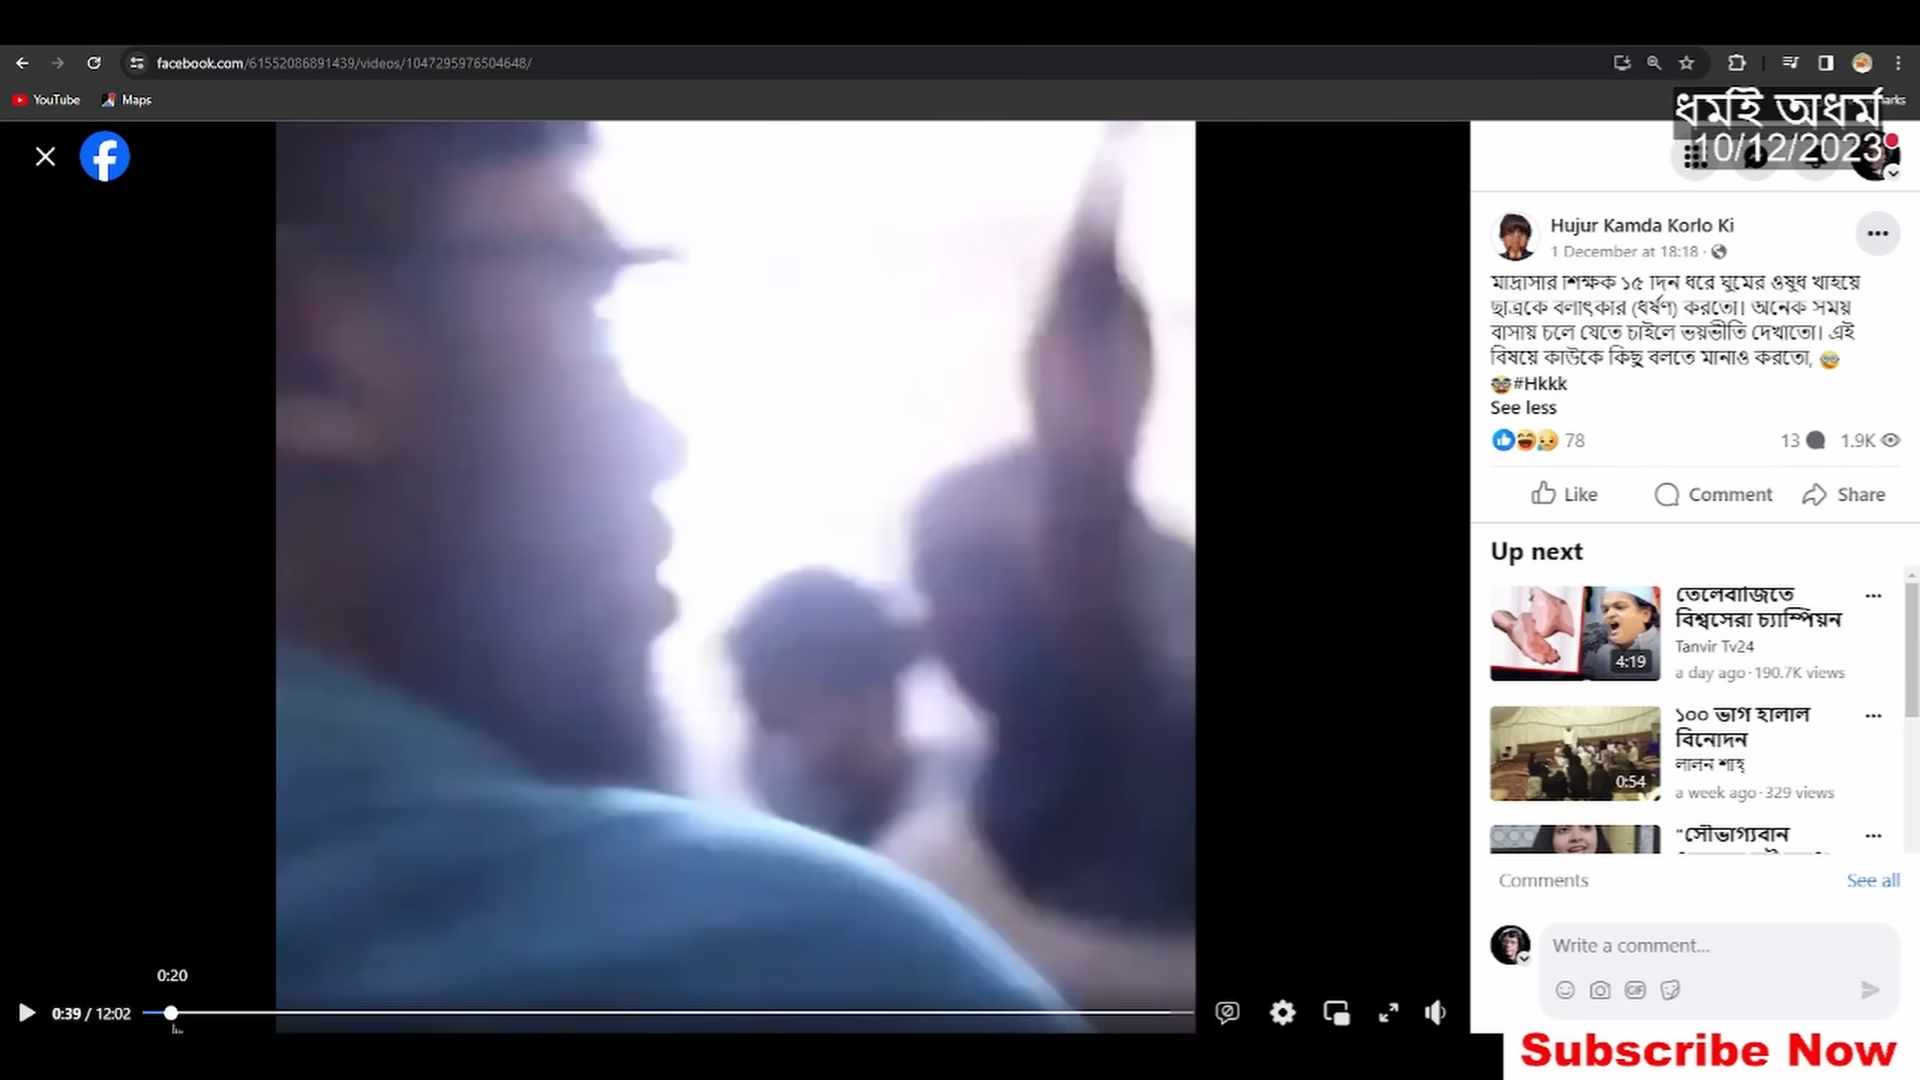 facebook.com/61552086891439/videos/1047295976504648/
YouTube
Maps
ধর্মই অধর্ম
10/12/2023
Hujur Kamda Korlo Ki
1 December at 18:18 ·
মাদ্রাসার শিক্ষক ১৫ দিন ধরে ঘুমের ওষুধ খাইয়ে
ছাত্রকে বলাৎকার (ধর্ষণ) করতো। অনেক সময়
বাসায় চলে যেতে চাইলে ভয়ভীতি দেখাতো। এই
বিষয়ে কাউকে কিছু বলতে মানাও করতো,
#Hkkk
See less
78
13
1.9K
Like
Comment
Share
Up next
তেলেবাজিতে
বিশ্বসেরা চ্যাম্পিয়ন
Tanvir Tv24
a day ago · 190.7K views
4:19
১০০ ভাগ হালাল
বিনোদন
লালন শাহ্
a week ago · 329 views
0:54
"সৌভাগ্যবান
Comments
See all
Write a comment...
GIF
0:20
0:39 / 12:02
Subscribe Now